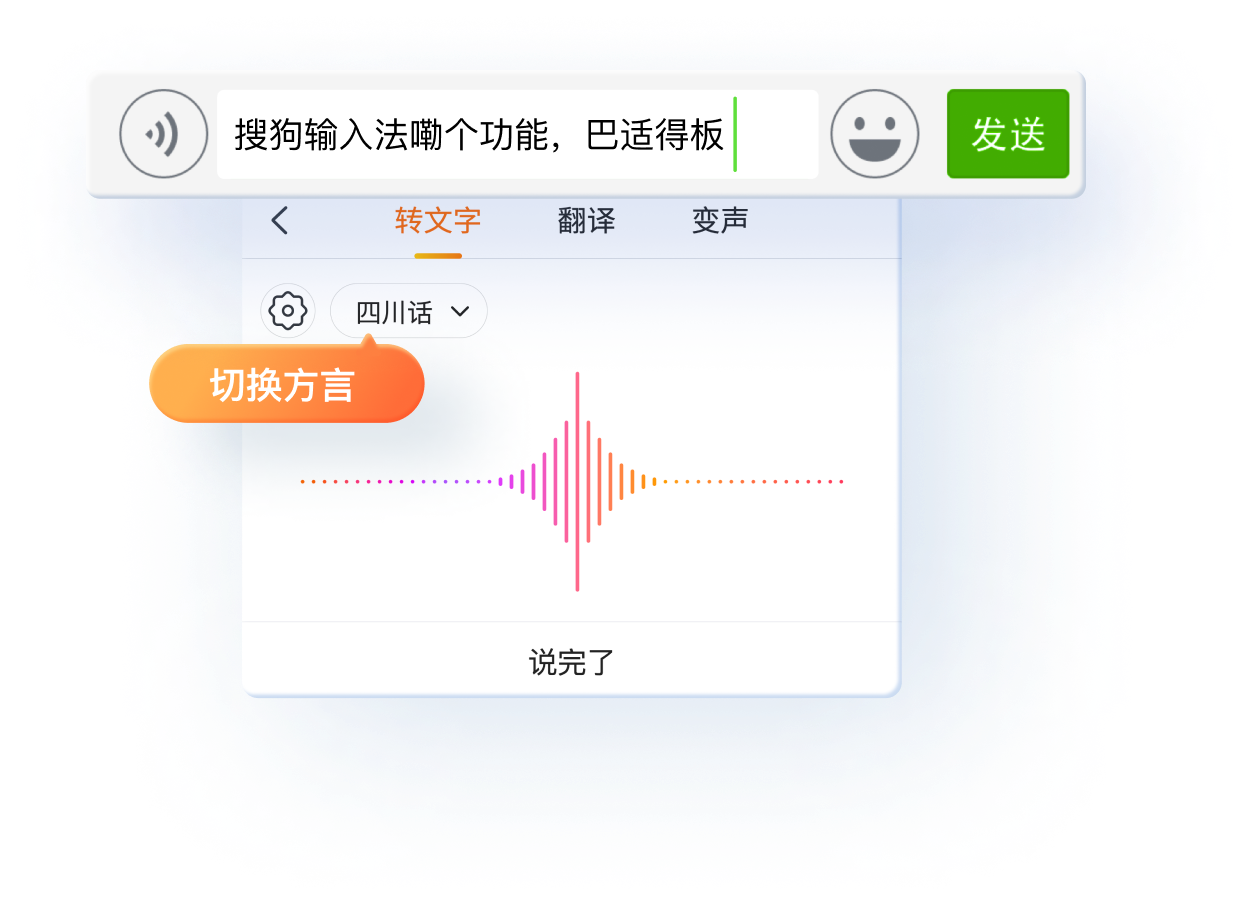 搜狗输入法嘞个功能，巴适得板
发送
转文字 翻译 变声
四川话
切换方言
说完了